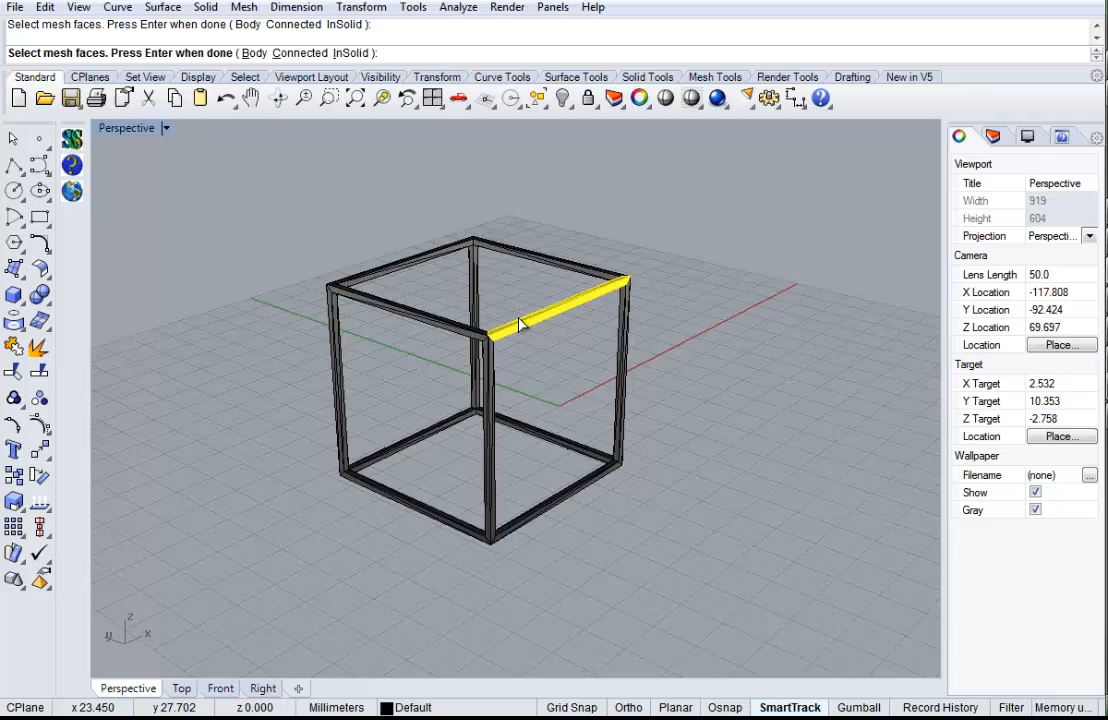 File Edit View Curve Surface Solid Mesh Dimension Transform Tools Analyze Render Panels Help
Select mesh faces. Press Enter when done ( Body Connected InSolid ):
Select mesh faces. Press Enter when done ( Body Connected InSolid ):
Standard CPlanes Set View Display Select Viewport Layout Visibility Transform Curve Tools Surface Tools Solid Tools Mesh Tools Render Tools Drafting New in V5
Perspective
Viewport
Title Perspective
Width 919
Height 604
Projection Perspecti...
Camera
Lens Length 50.0
X Location -117.808
Y Location -92.424
Z Location 69.697
Location Place...
Target
X Target 2.532
Y Target 10.353
Z Target -2.758
Location Place...
Wallpaper
Filename (none) ...
Show
Gray
z
y x
Perspective Top Front Right
CPlane x 23.450 y 27.702 z 0.000 Millimeters Default Grid Snap Ortho Planar Osnap SmartTrack Gumball Record History Filter Memory u...